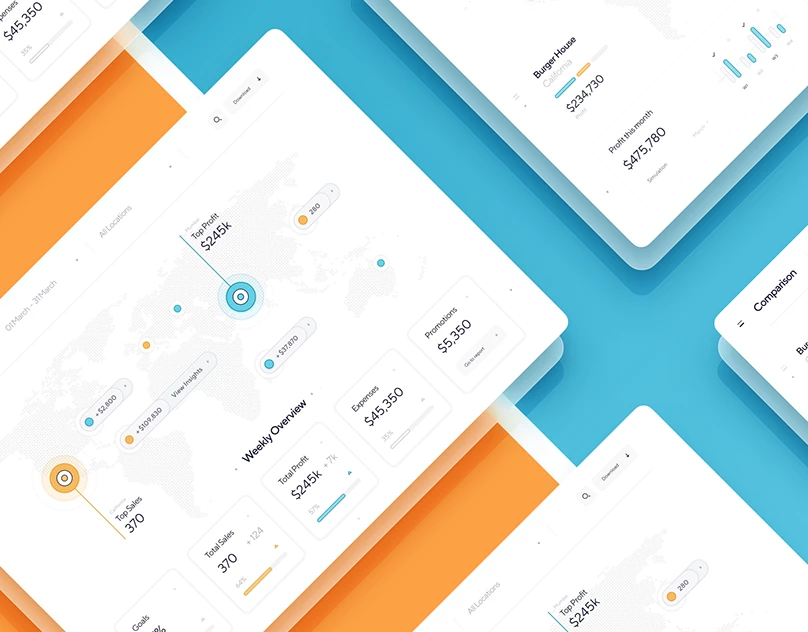 Expenses
$45,350
35%
Download
01 March - 31 March
All Locations
Top Profit
$245k
280
+ $2,800
+ $109,830
View Insights
+ $37,870
Top Sales
370
Weekly Overview
Goals
%
Total Sales
370 + 124
64%
Total Profit
$245k + 7k
57%
Expenses
$45,350
35%
Promotions
$5,350
Go to report
Burger House
California
$234,730
Profit
Profit this month
$475,780
Simulation
March
Comparison
Download
All Locations
Top Profit
$245k
280